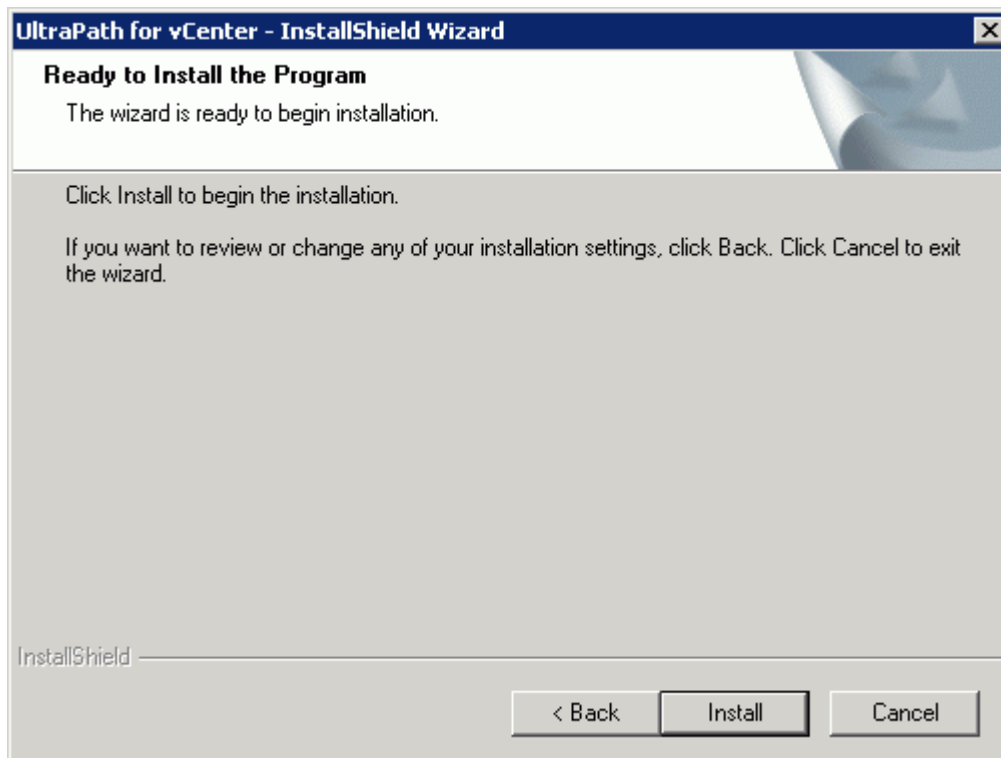 UltraPath for vCenter - InstallShield Wizard
Ready to Install the Program
The wizard is ready to begin installation.
Click Install to begin the installation.
If you want to review or change any of your installation settings, click Back. Click Cancel to exit
the wizard.
InstallShield
< Back Install Cancel